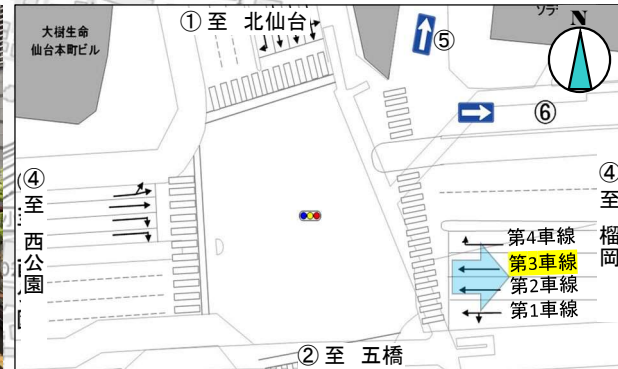 ① 至 北仙台
大樹生命
仙台本町ビル
ソラ
N
⑤
⑥
④
至
西公園
④
至
榴岡
第4車線
第3車線
第2車線
第1車線
② 至 五橋